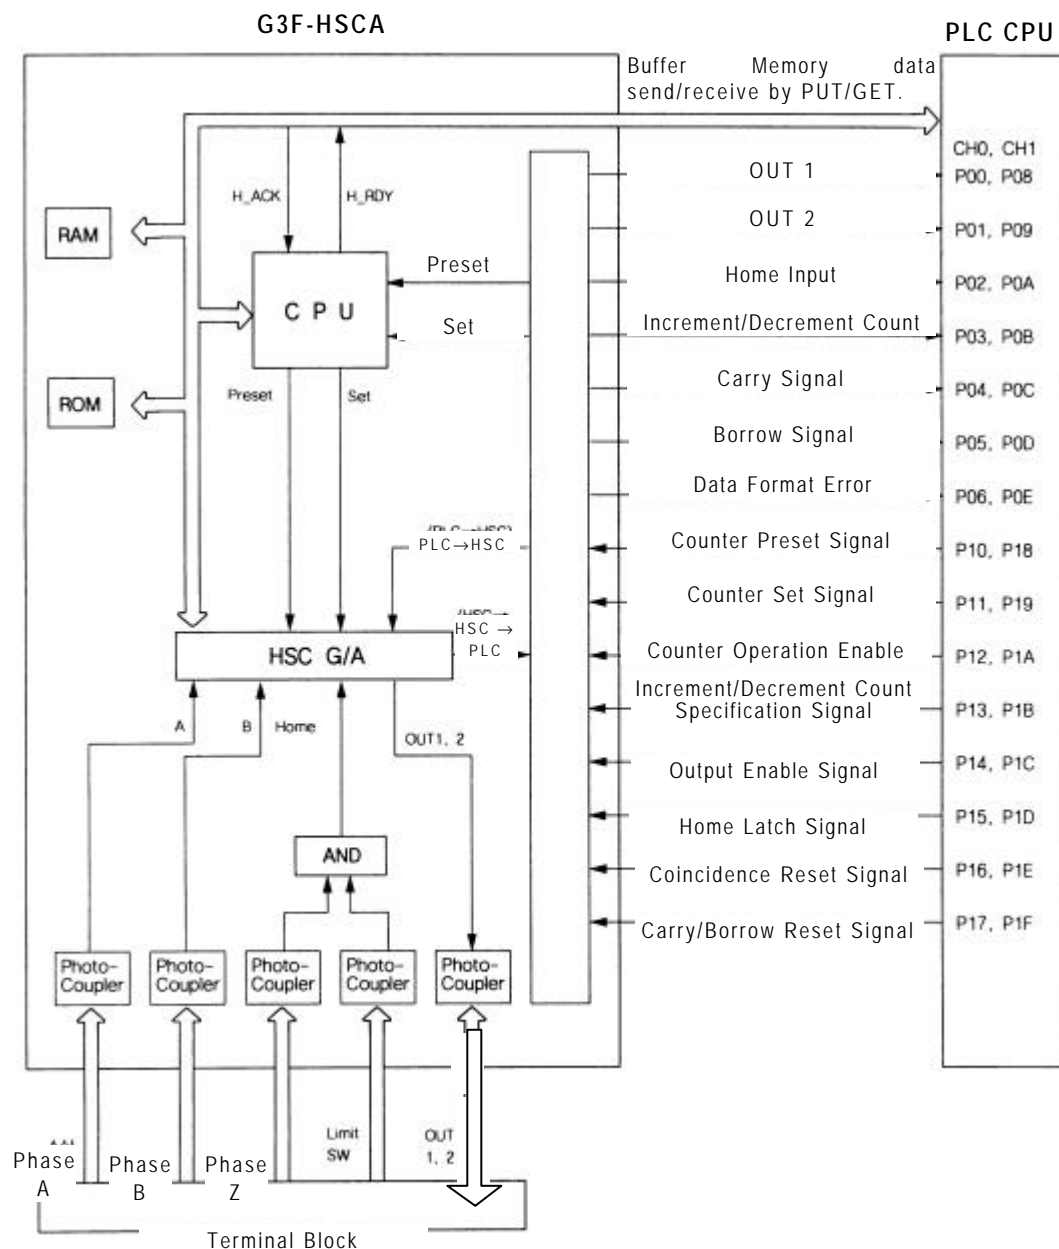 G3F-HSCA
PLC CPU
Buffer Memory data
send/receive by PUT/GET.
CH0, CH1
OUT 1
P00, P08
H_ACK
H_RDY
RAM
OUT 2
P01, P09
Preset
Home Input
P02, P0A
C P U
Set
Increment/Decrement Count
P03, P0B
ROM
Preset
Set
Carry Signal
P04, P0C
Borrow Signal
P05, P0D
Data Format Error
P06, P0E
(PLC→HSC)
PLC→HSC
Counter Preset Signal
P10, P18
Counter Set Signal
P11, P19
(HSC→
HSC →
PLC
HSC G/A
Counter Operation Enable
P12, P1A
Increment/Decrement Count
Specification Signal
P13, P1B
A
B
Home
OUT1, 2
Output Enable Signal
P14, P1C
Home Latch Signal
P15, P1D
AND
Coincidence Reset Signal
P16, P1E
Carry/Borrow Reset Signal
P17, P1F
Photo-
Coupler
Photo-
Coupler
Photo-
Coupler
Photo-
Coupler
Photo-
Coupler
Phase
A
Phase
B
Phase
Z
Limit
SW
OUT
1, 2
Terminal Block